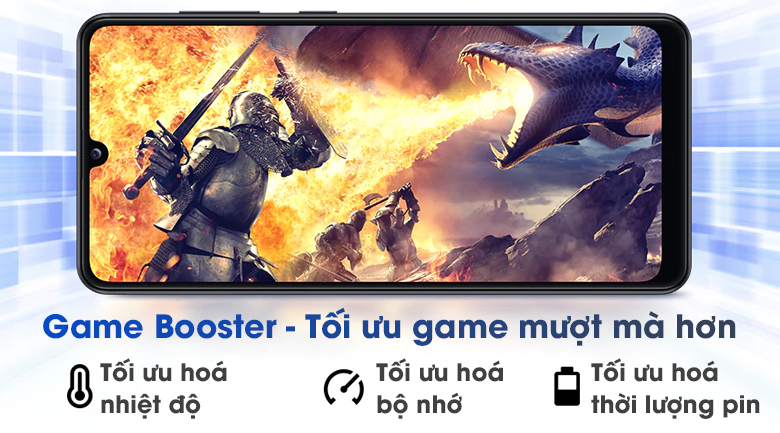 Game Booster - Tối ưu game mượt mà hơn
Tối ưu hoá
nhiệt độ
Tối ưu hoá
bộ nhớ
Tối ưu hoá
thời lượng pin